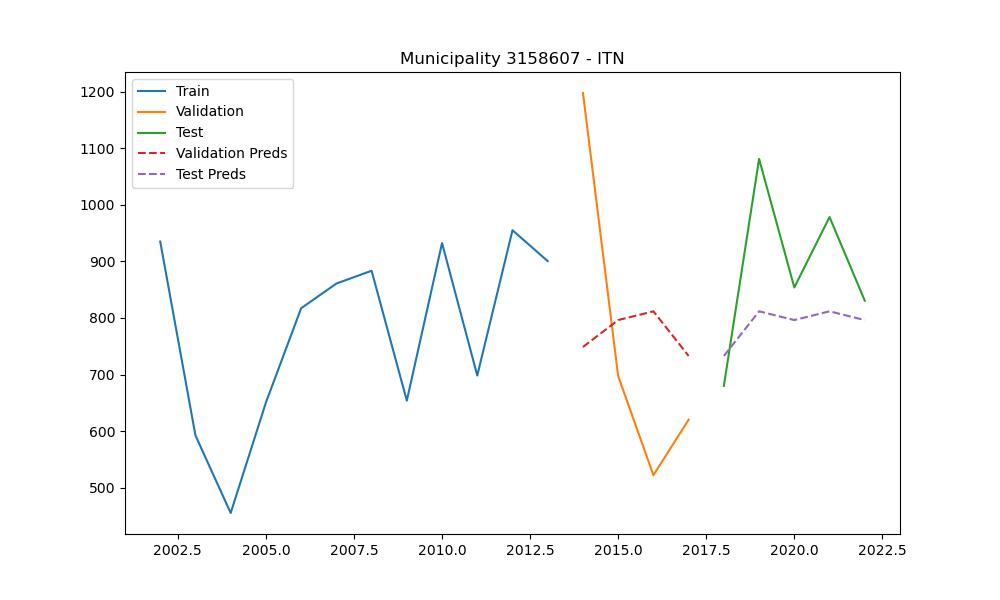 Municipality 3158607 - ITN
Train
Validation
Test
Validation Preds
Test Preds
1200
1100
1000
900
800
700
600
500
2002.5 2005.0 2007.5 2010.0 2012.5 2015.0 2017.5 2020.0 2022.5